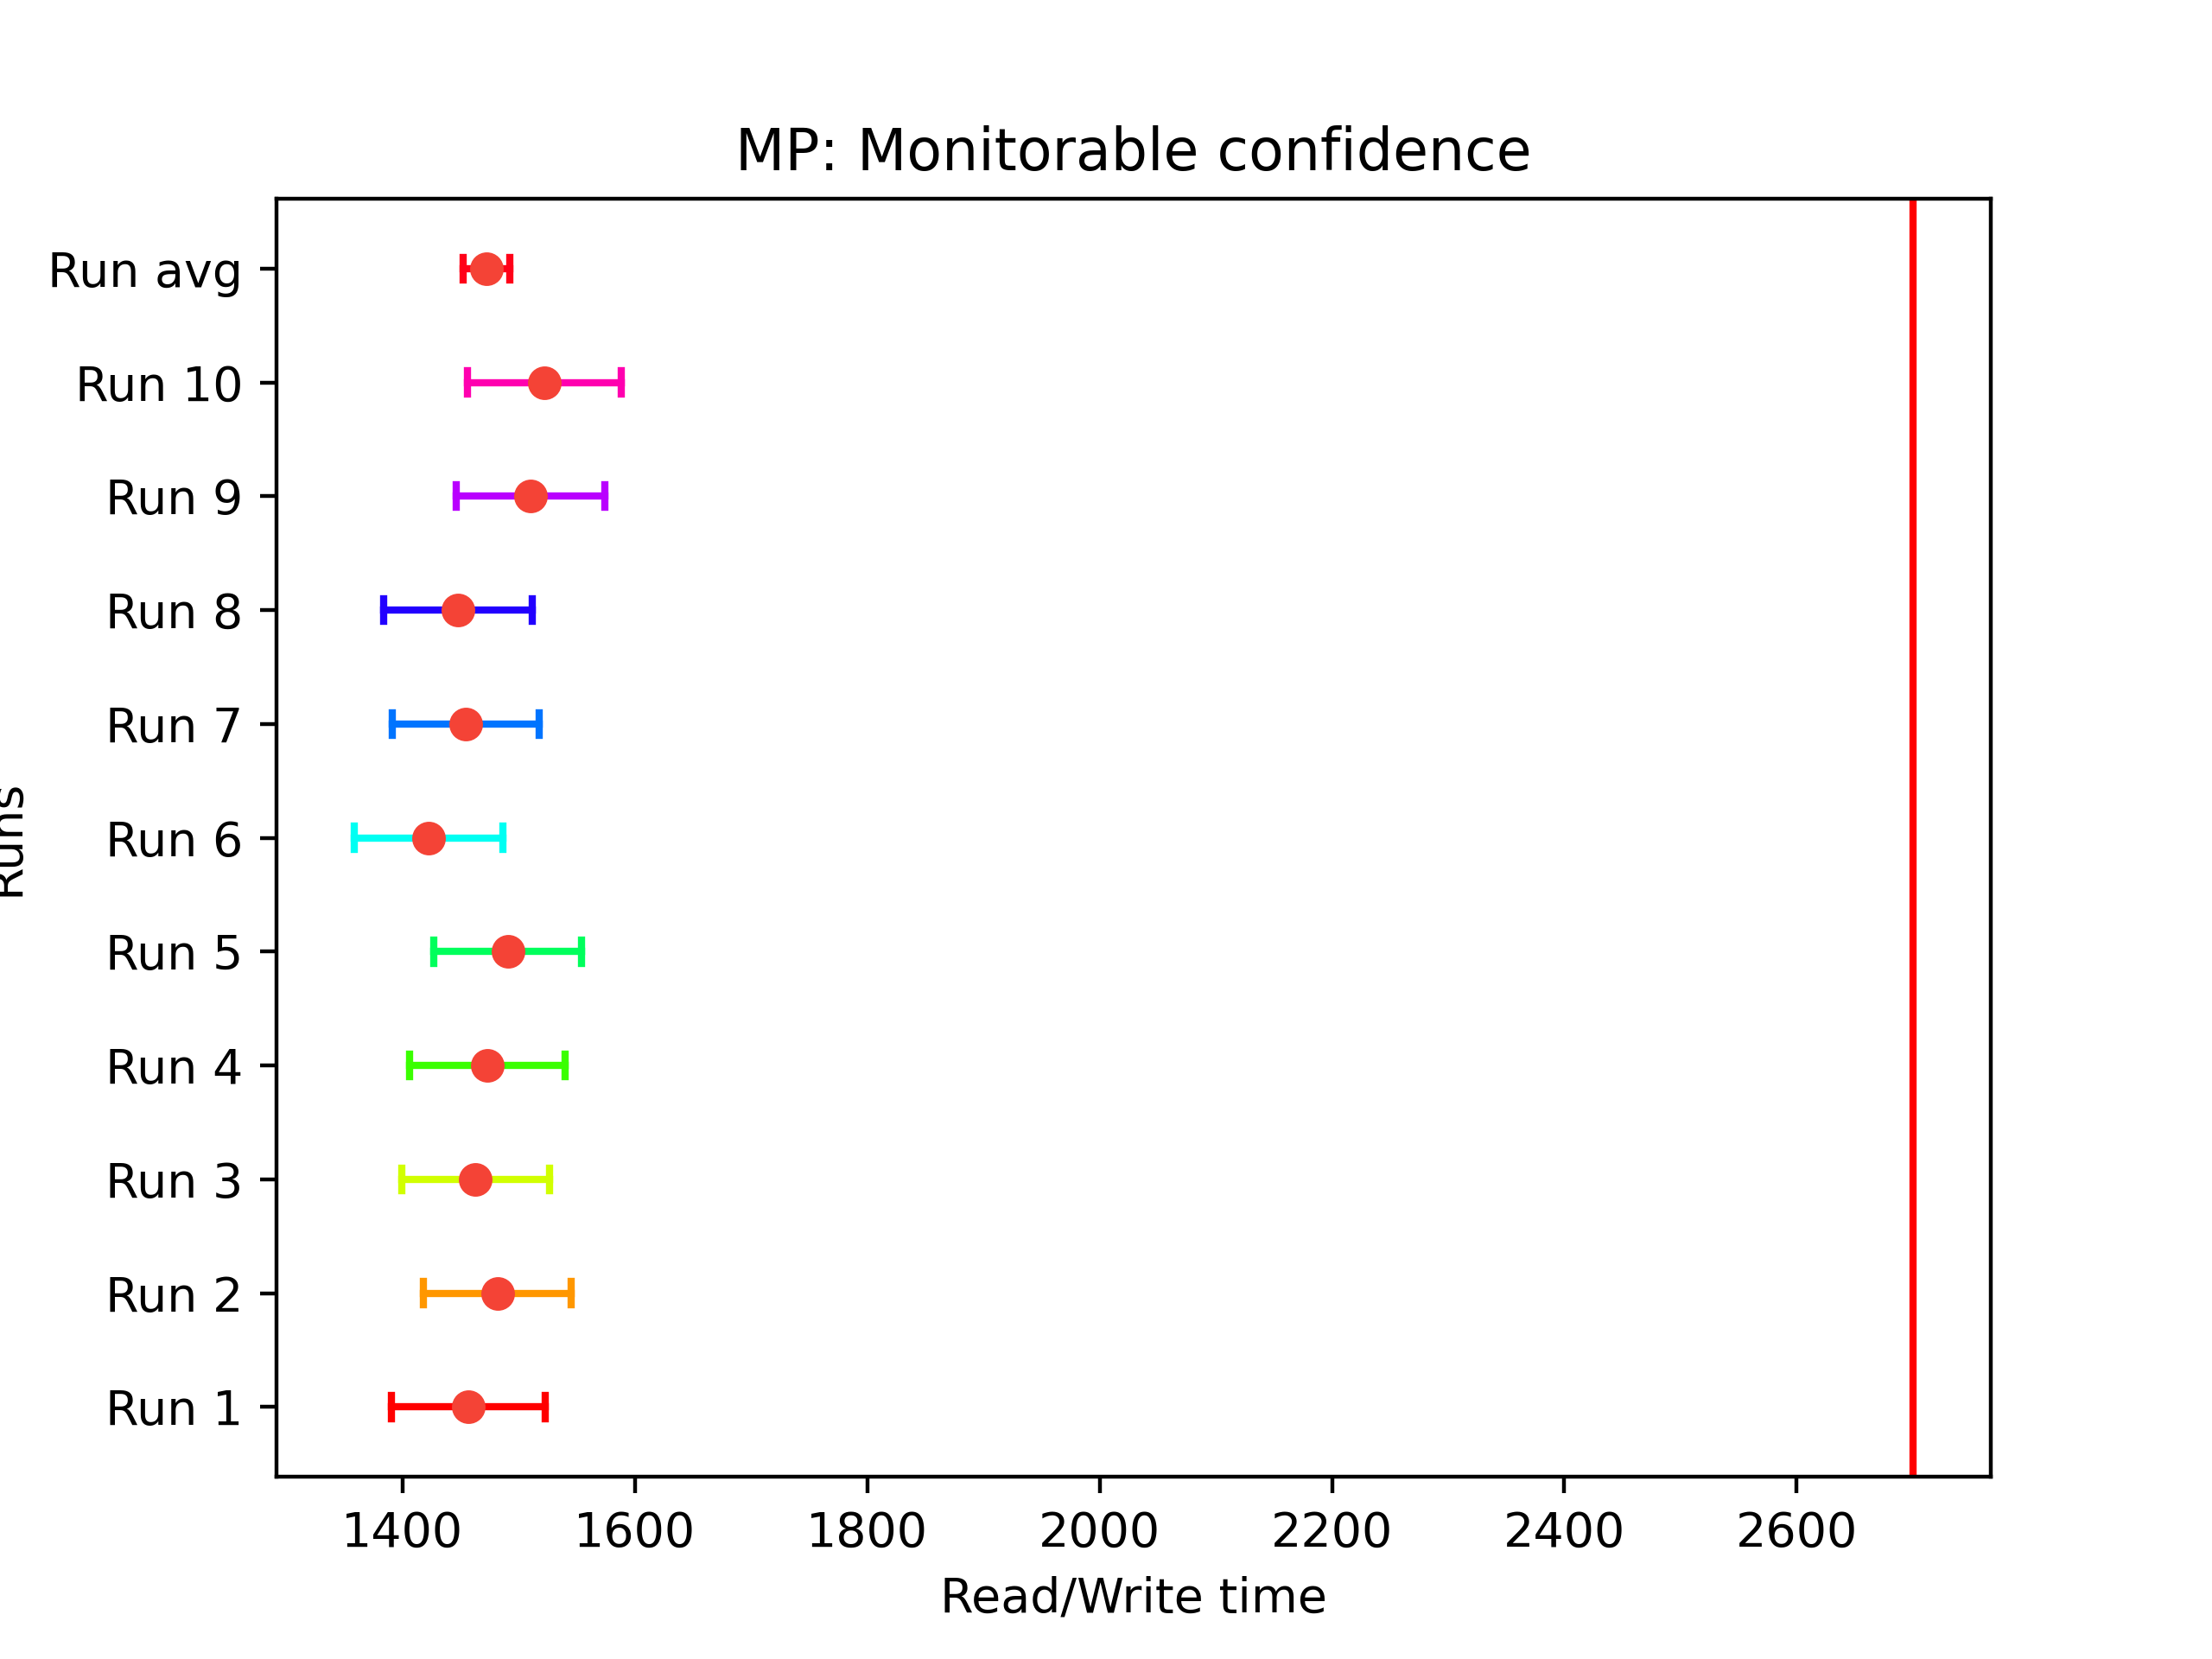 MP: Monitorable confidence
Run avg
Run 10
Run 9
Run 8
Run 7
Run 6
Run 5
Run 4
Run 3
Run 2
Run 1
Runs
1400 1600 1800 2000 2200 2400 2600
Read/Write time